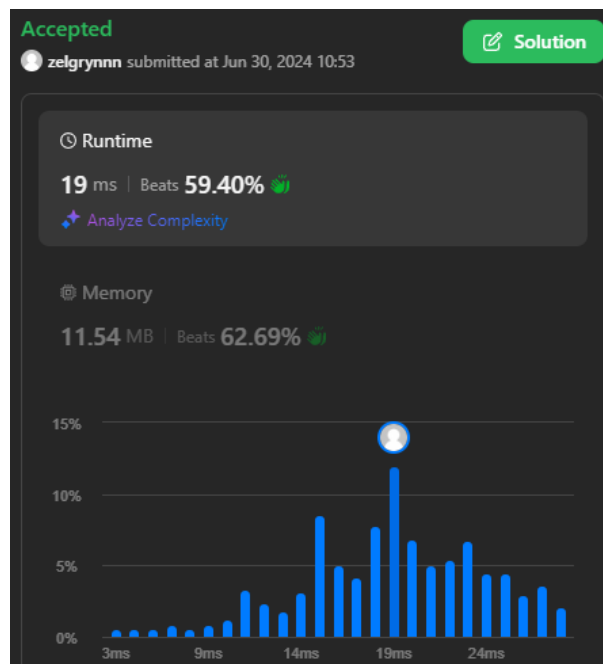 Accepted
Solution
zelgrynnn submitted at Jun 30, 2024 10:53
Runtime
19 ms | Beats 59.40%
Analyze Complexity
Memory
11.54 MB | Beats 62.69%
15%
10%
5%
0%
3ms 9ms 14ms 19ms 24ms